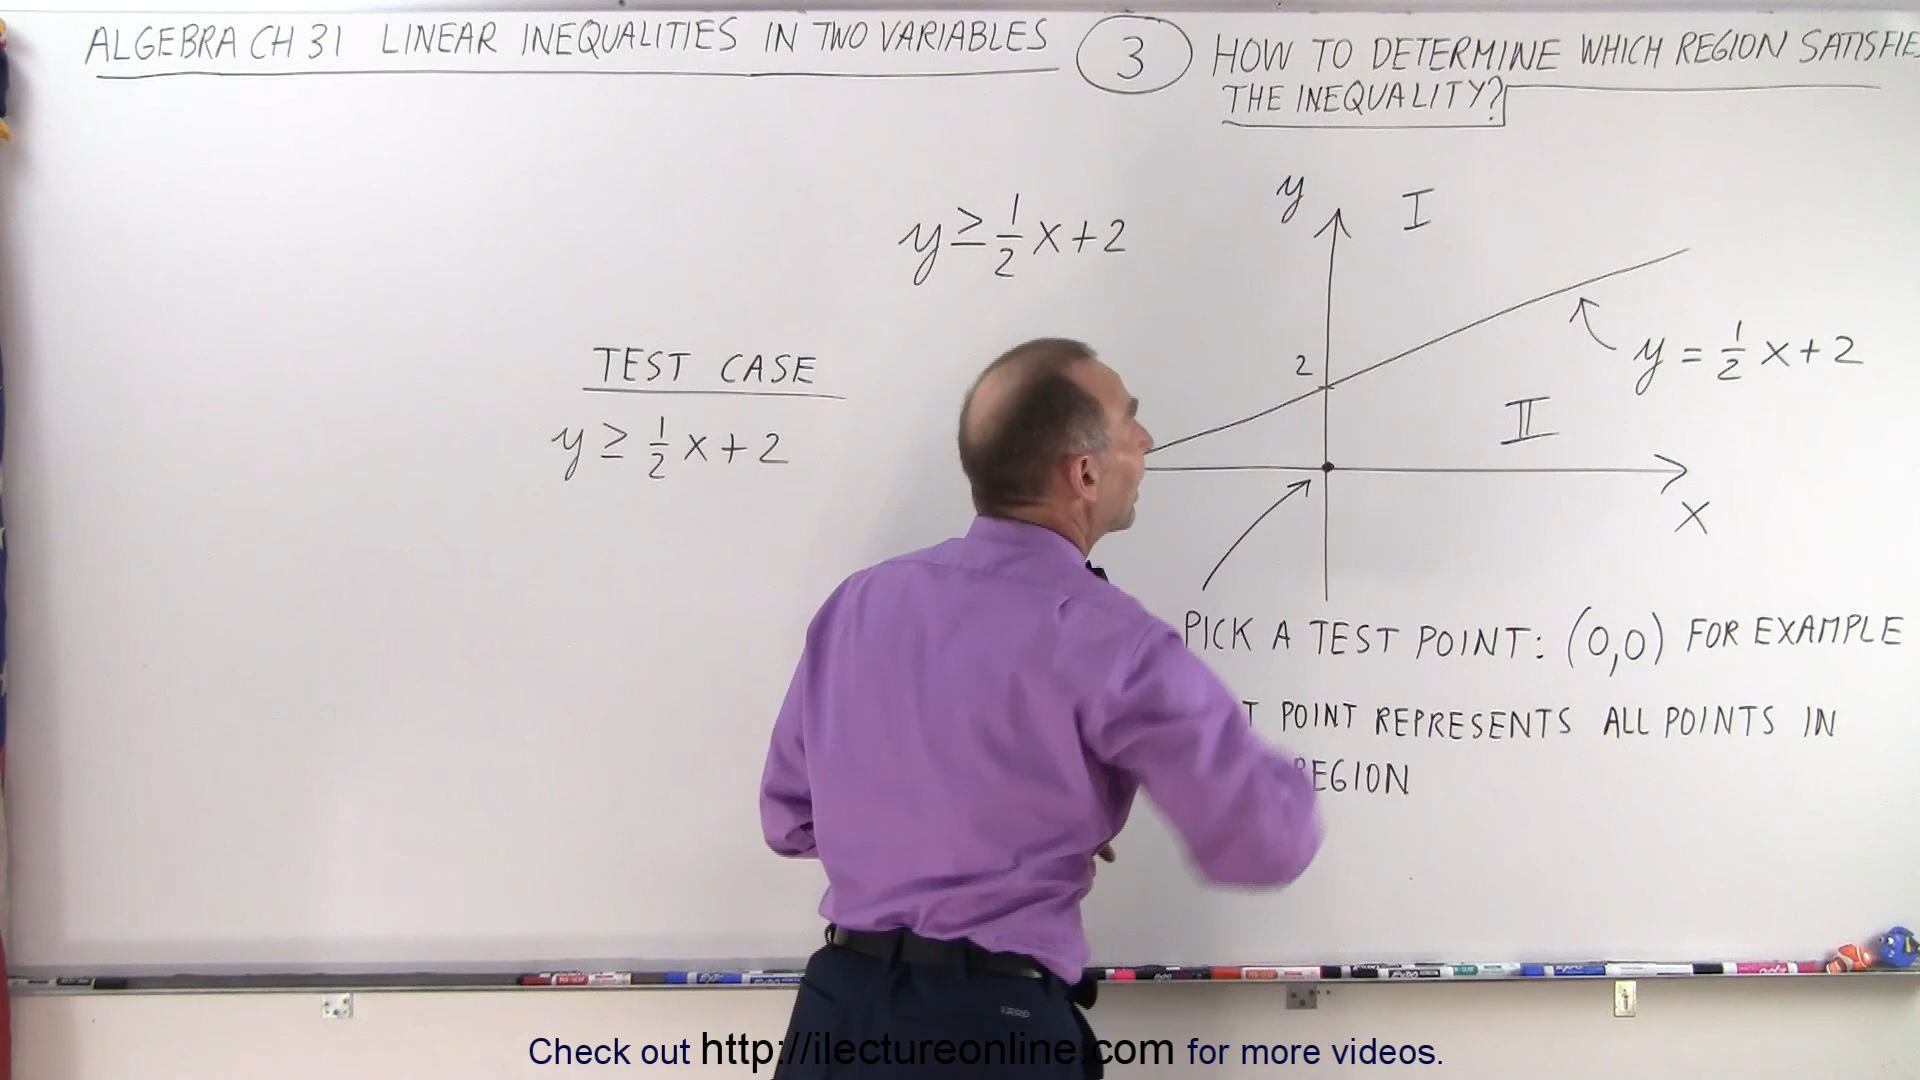 ALGEBRA CH 31 LINEAR INEQUALITIES IN TWO VARIABLES
3
HOW TO DETERMINE WHICH REGION SATISFIE
THE INEQUALITY?
y ≥ 1/2 x + 2
y
I
TEST CASE
y ≥ 1/2 x + 2
2
y = 1/2 x + 2
II
x
PICK A TEST POINT: (0,0) FOR EXAMPLE
T POINT REPRESENTS ALL POINTS IN
REGION
Check out http://ilectureonline.com for more videos.